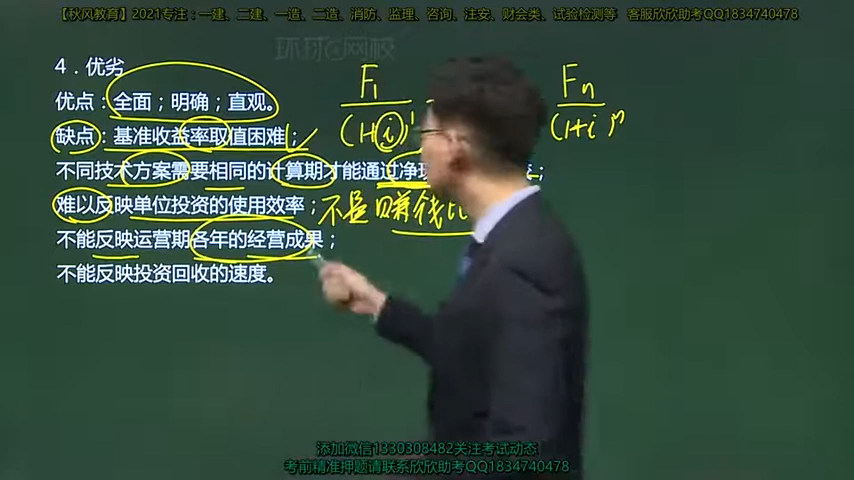 【秋风教育】2021专注：一建、二建、一造、二造、消防、监理、咨询、注安、财会类、试验检测等 客服欣欣助考QQ1834740478
环球@网校
4．优劣
优点：全面；明确；直观。
缺点：基准收益率取值困难；
不同技术方案需要相同的计算期才能通过净现；
难以反映单位投资的使用效率；不是 赚钱比
不能反映运营期各年的经营成果；
不能反映投资回收的速度。
F1 Fn
(1+i)1 (1+i)n
添加微信1330308482关注考试动态
考前精准押题请联系欣欣助考QQ1834740478